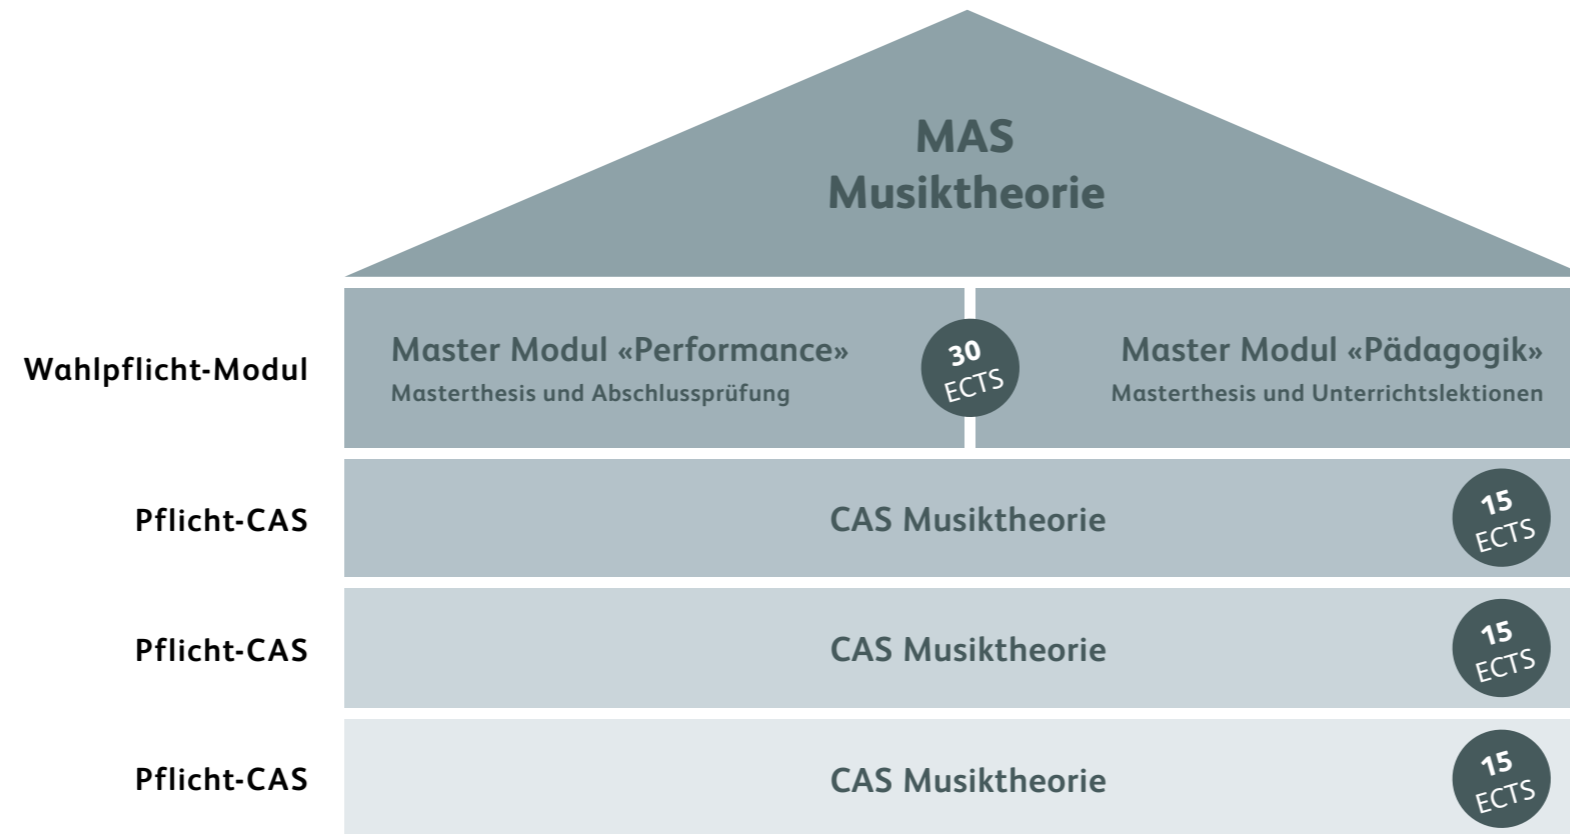 MAS
Musiktheorie
Wahlpflicht-Modul
Master Modul «Performance»
Masterthesis und Abschlussprüfung
30
ECTS
Master Modul «Pädagogik»
Masterthesis und Unterrichtslektionen
Pflicht-CAS
CAS Musiktheorie
15
ECTS
Pflicht-CAS
CAS Musiktheorie
15
ECTS
Pflicht-CAS
CAS Musiktheorie
15
ECTS